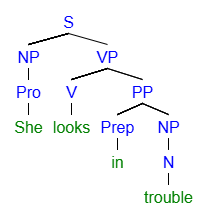 S
NP VP
Pro V PP
She looks Prep NP
in N
trouble